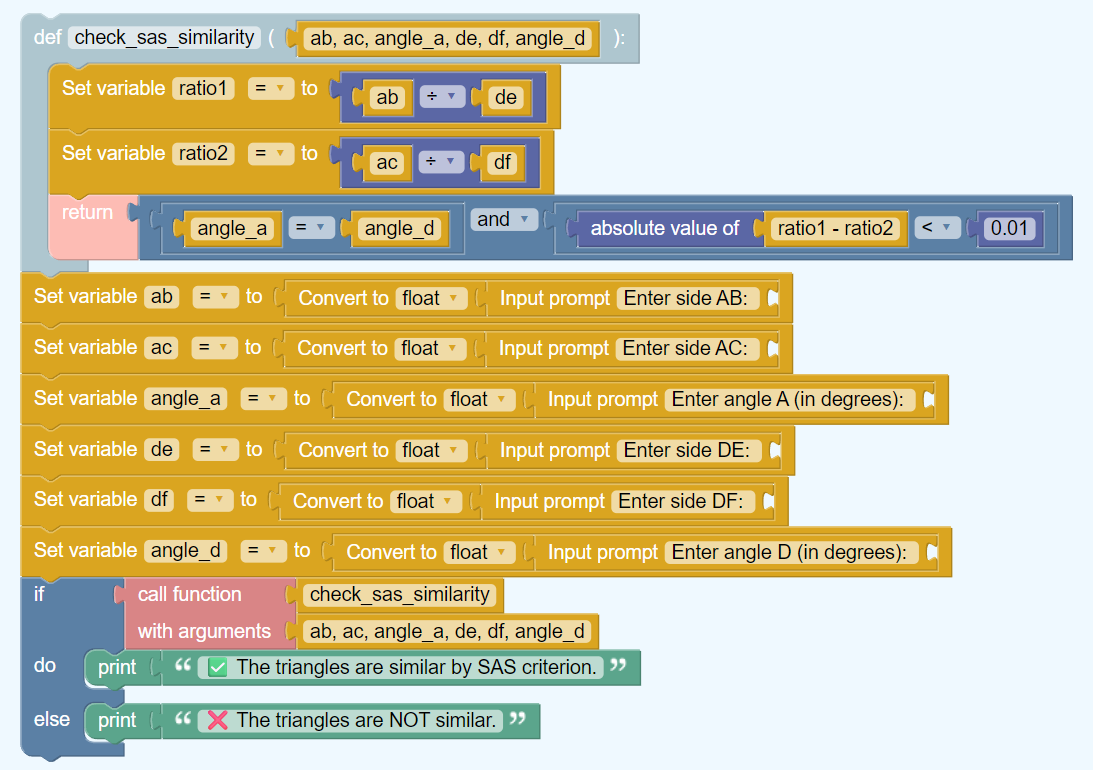 def check_sas_similarity ( ab, ac, angle_a, de, df, angle_d ):
Set variable ratio1 = to ab ÷ de
Set variable ratio2 = to ac ÷ df
return angle_a = angle_d and absolute value of ratio1 - ratio2 < 0.01
Set variable ab = to Convert to float Input prompt Enter side AB:
Set variable ac = to Convert to float Input prompt Enter side AC:
Set variable angle_a = to Convert to float Input prompt Enter angle A (in degrees):
Set variable de = to Convert to float Input prompt Enter side DE:
Set variable df = to Convert to float Input prompt Enter side DF:
Set variable angle_d = to Convert to float Input prompt Enter angle D (in degrees):
if call function check_sas_similarity
with arguments ab, ac, angle_a, de, df, angle_d
do print “ ✅ The triangles are similar by SAS criterion. ”
else print “ ❌ The triangles are NOT similar. ”